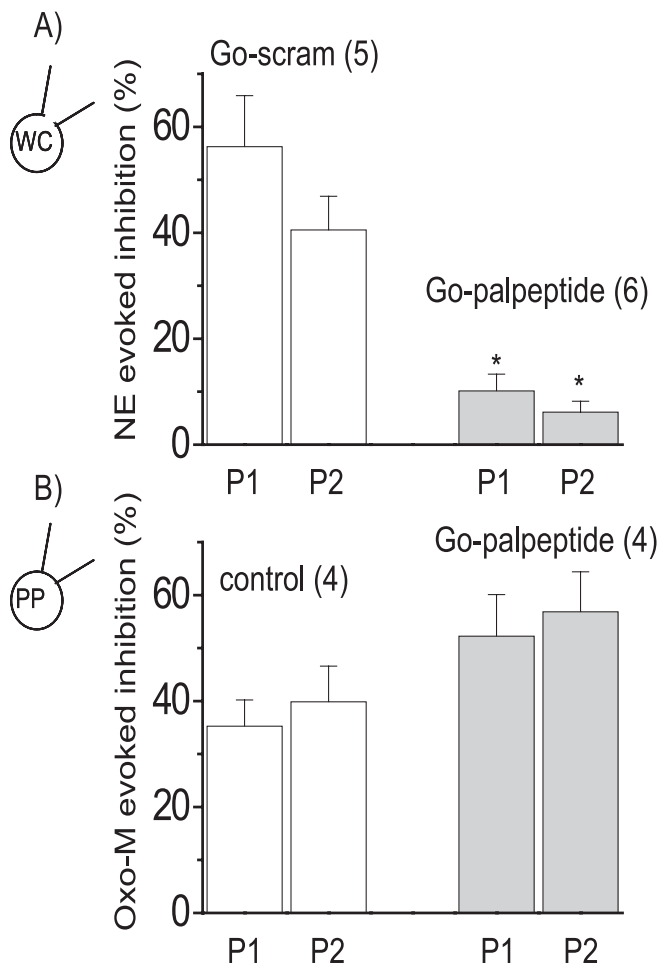 A)
WC
Go-scram (5)
NE evoked inhibition (%)
60
40
20
0
Go-palpeptide (6)
* *
P1 P2 P1 P2
B)
PP
control (4)
Go-palpeptide (4)
Oxo-M evoked inhibition (%)
60
40
20
0
P1 P2 P1 P2